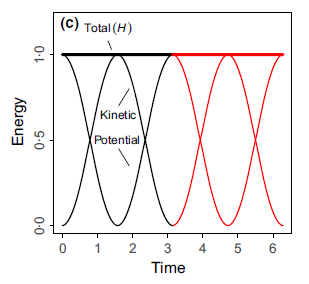 (c) Total (H)
1·0
Kinetic
Energy
0·5
Potential
0·0
0 1 2 3 4 5 6
Time